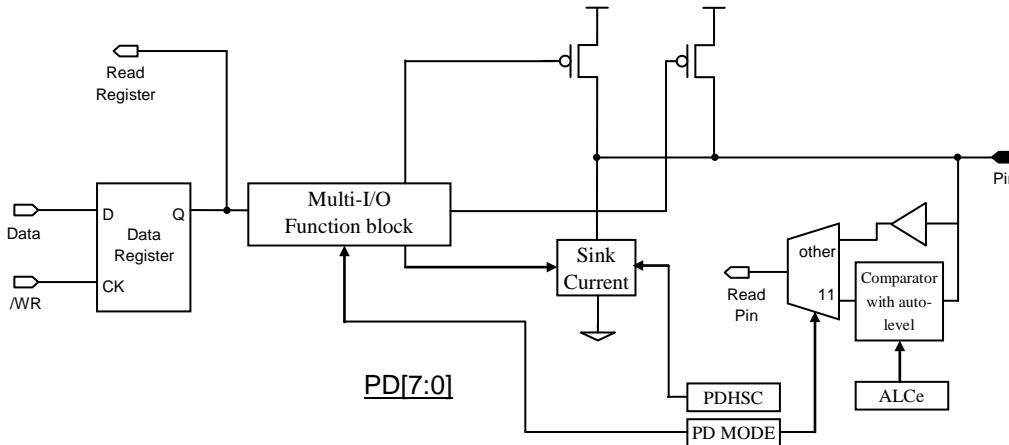 Read
Register
Multi-I/O
Function block
D
Q
Data
Data
Register
CK
/WR
Sink
Current
Pin
other
11
Read
Pin
Comparator
with auto-
level
PD[7:0]
PDHSC
PD MODE
ALCe